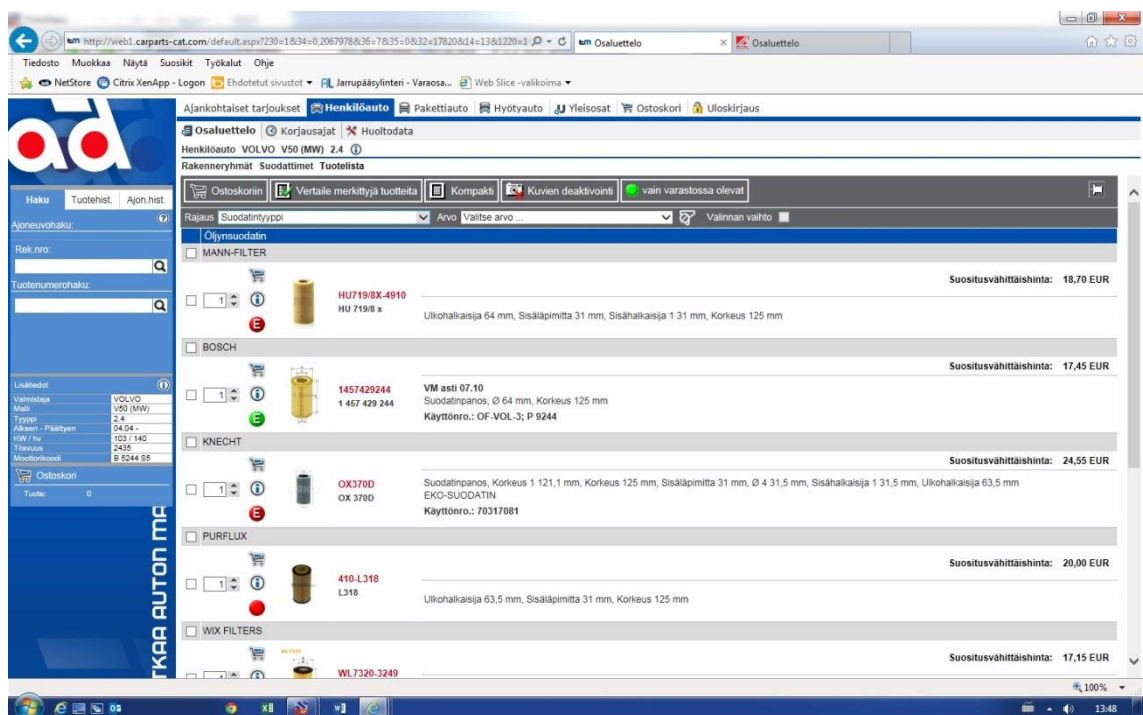 http://web1.carparts-cat.com/default.aspx?230=1&34=0,2067978&36=7&35=0&32=17820&14=13&1220=1
Osaluettelo
Osaluettelo
Tiedosto Muokkaa Näytä Suosikit Työkalut Ohje
NetStore Citrix XenApp - Logon Ehdotetut sivustot Jarrupääsylinteri - Varaosa... Web Slice -valikoima
ad
Ajankohtaiset tarjoukset Henkilöauto Pakettiauto Hyötyauto Yleisosat Ostoskori Uloskirjaus
Osaluettelo Korjausajat Huoltodata
Henkilöauto VOLVO V50 (MW) 2.4
Rakenneryhmät Suodattimet Tuotelista
Haku Tuotehist. Ajon.hist.
Ajoneuvohaku:
Rek.nro:
Tuotenumerohaku:
Lisätiedot
Valmistaja VOLVO
Malli V50 (MW)
Tyyppi 2.4
Alkaen - Päättyen 04.04 -
KW / hv 103 / 140
Tilavuus 2435
Moottorikoodi B 5244 S5
Ostoskori
Tuote: 0
TKAA AUTON MA
Ostoskoriin Vertaile merkittyjä tuotteita Kompakti Kuvien deaktivointi vain varastossa olevat
Rajaus Suodatintyyppi Arvo Valitse arvo ... Valinnan vaihto
Öljynsuodatin
MANN-FILTER
Suositusvähittäishinta: 18,70 EUR
1
HU719/8X-4910
HU 719/8 x
Ulkohalkaisija 64 mm, Sisäläpimitta 31 mm, Sisähalkaisija 1 31 mm, Korkeus 125 mm
E
BOSCH
Suositusvähittäishinta: 17,45 EUR
1
1457429244
1 457 429 244
VM asti 07.10
Suodatinpanos, Ø 64 mm, Korkeus 125 mm
Käyttönro.: OF-VOL-3; P 9244
E
KNECHT
Suositusvähittäishinta: 24,55 EUR
1
OX370D
OX 370D
Suodatinpanos, Korkeus 1 121,1 mm, Korkeus 125 mm, Sisäläpimitta 31 mm, Ø 4 31,5 mm, Sisähalkaisija 1 31,5 mm, Ulkohalkaisija 63,5 mm
EKO-SUODATIN
Käyttönro.: 70317081
E
PURFLUX
Suositusvähittäishinta: 20,00 EUR
1
410-L318
L318
Ulkohalkaisija 63,5 mm, Sisäläpimitta 31 mm, Korkeus 125 mm
WIX FILTERS
Suositusvähittäishinta: 17,15 EUR
WL7320
1
WL7320-3249
100%
13:48